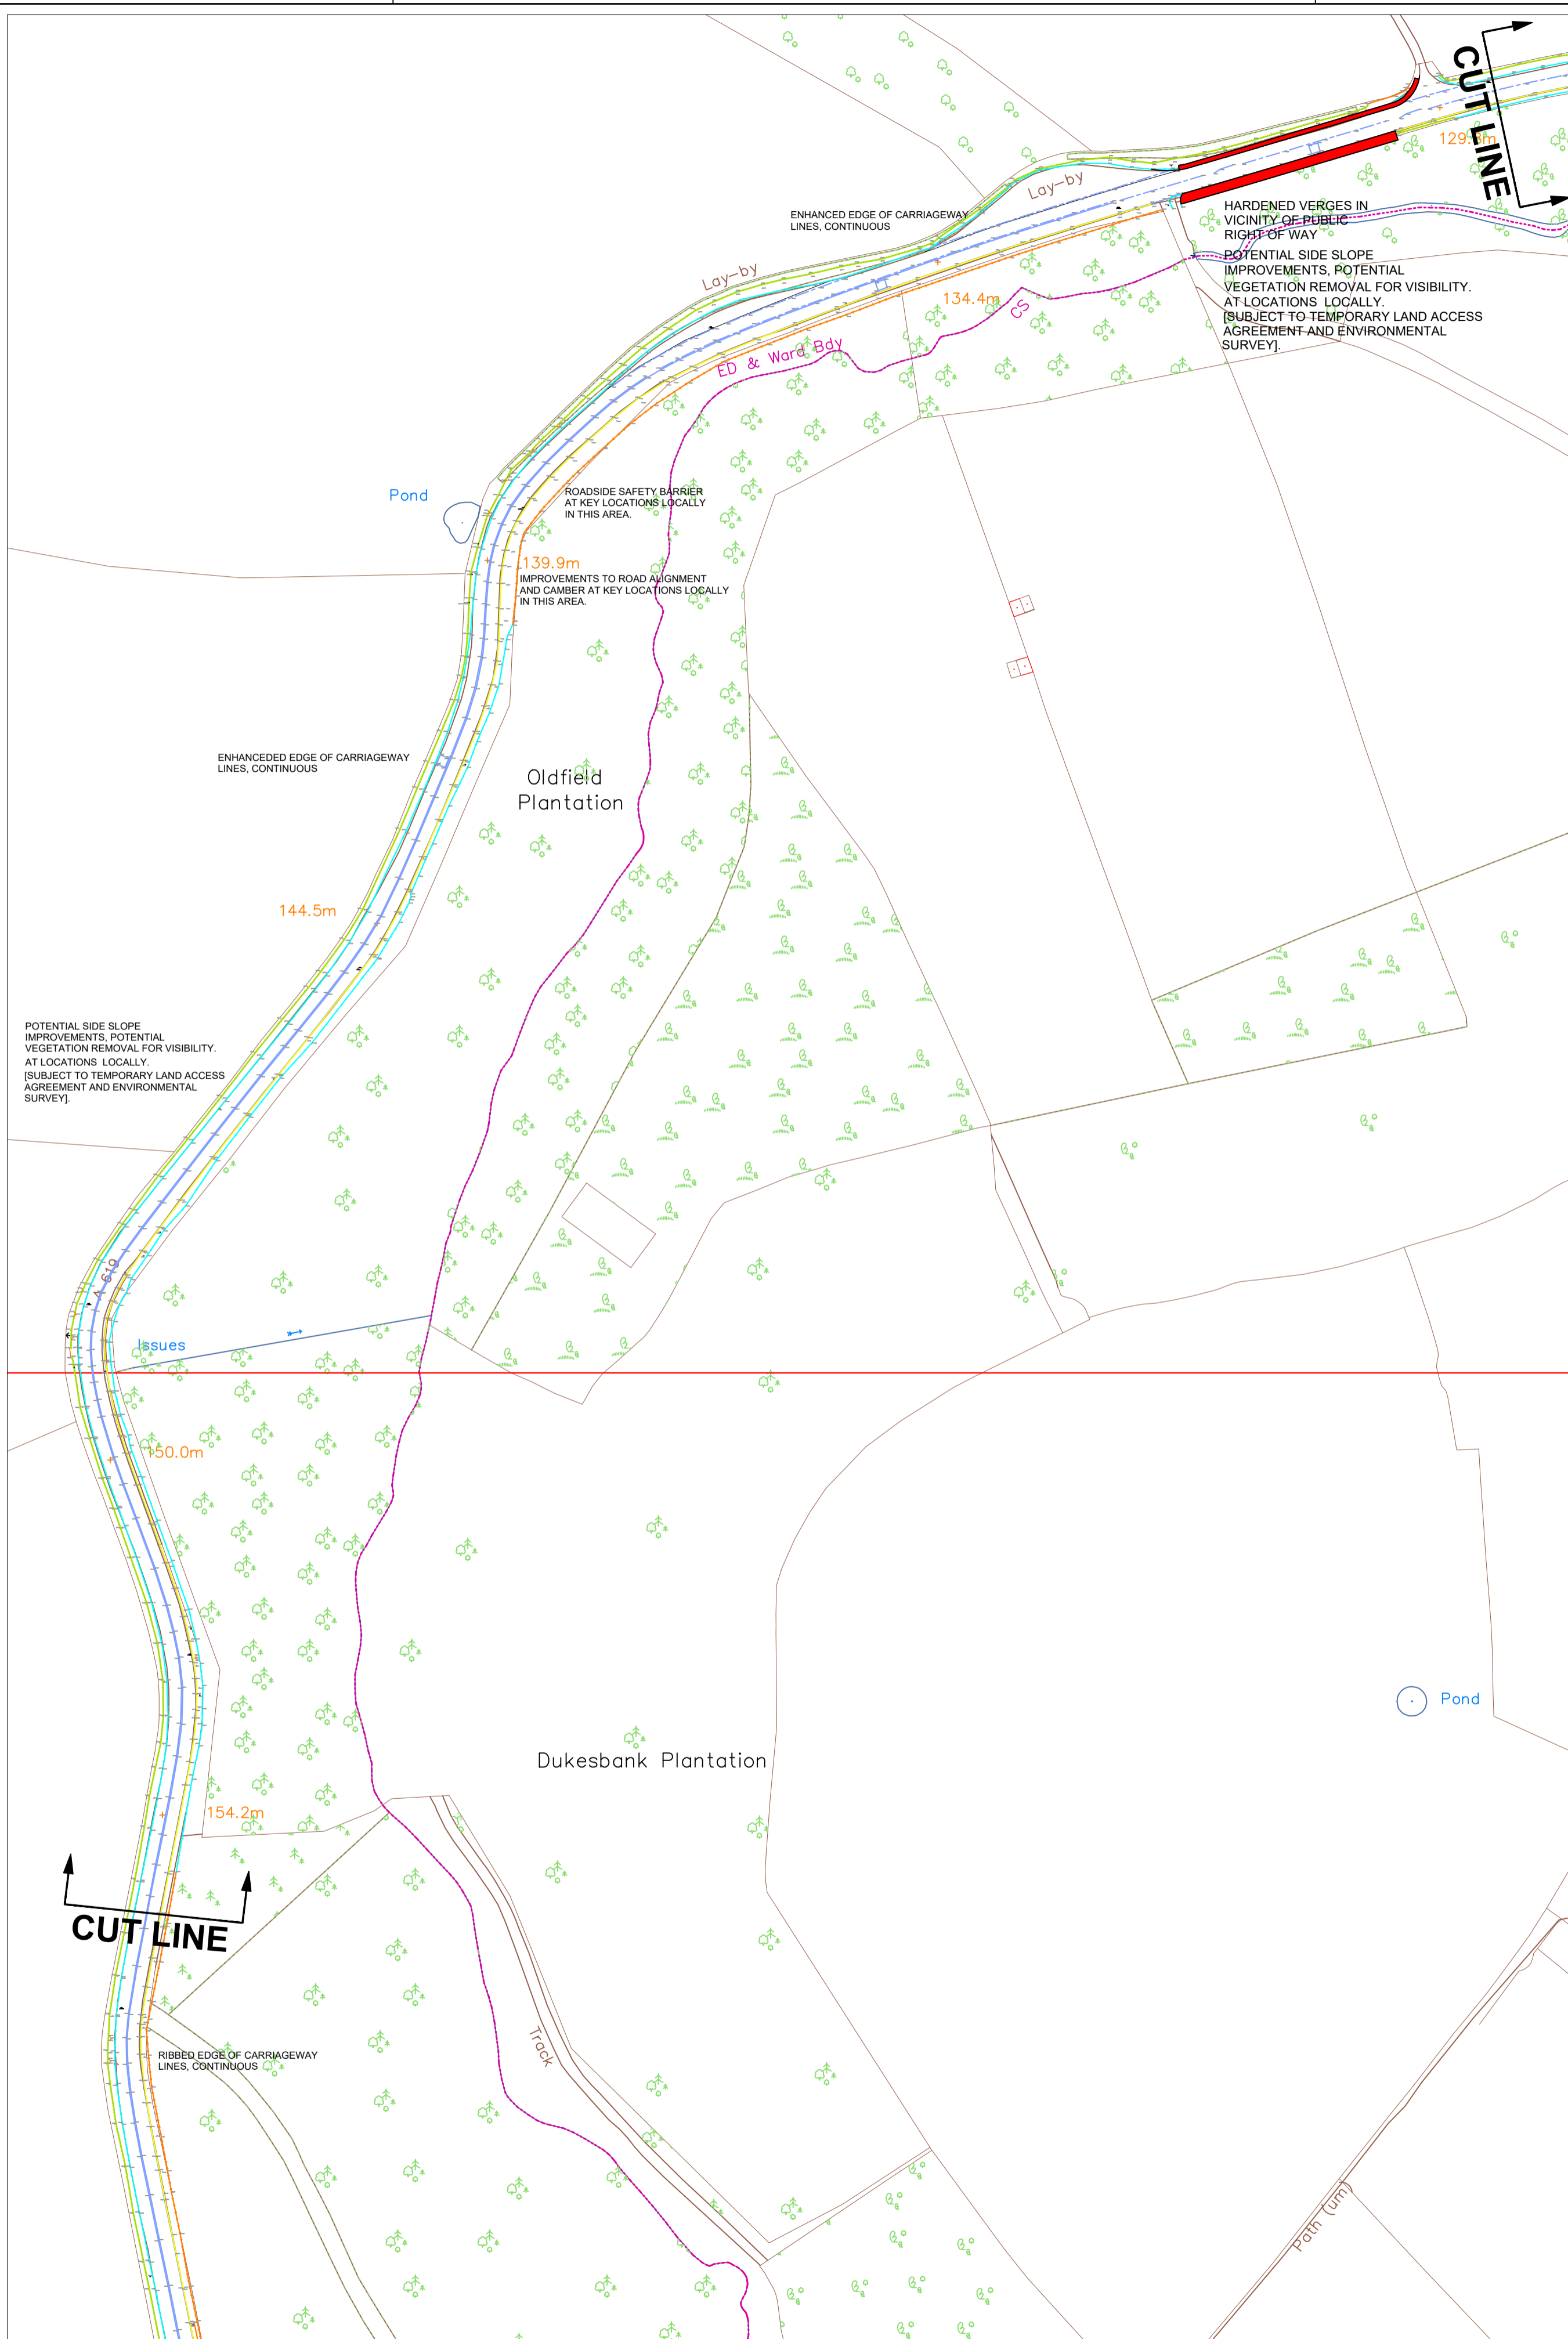 CUT LINE
129.8m
Lay-by
ENHANCED EDGE OF CARRIAGEWAY
LINES, CONTINUOUS
HARDENED VERGES IN
VICINITY OF PUBLIC
RIGHT OF WAY
POTENTIAL SIDE SLOPE
IMPROVEMENTS, POTENTIAL
VEGETATION REMOVAL FOR VISIBILITY.
AT LOCATIONS LOCALLY.
[SUBJECT TO TEMPORARY LAND ACCESS
AGREEMENT AND ENVIRONMENTAL
SURVEY].
Lay-by
134.4m
CS
ED & Ward Bdy
Pond
ROADSIDE SAFETY BARRIER
AT KEY LOCATIONS LOCALLY
IN THIS AREA.
139.9m
IMPROVEMENTS TO ROAD ALIGNMENT
AND CAMBER AT KEY LOCATIONS LOCALLY
IN THIS AREA.
ENHANCEDED EDGE OF CARRIAGEWAY
LINES, CONTINUOUS
Oldfield
Plantation
144.5m
POTENTIAL SIDE SLOPE
IMPROVEMENTS, POTENTIAL
VEGETATION REMOVAL FOR VISIBILITY.
AT LOCATIONS LOCALLY.
[SUBJECT TO TEMPORARY LAND ACCESS
AGREEMENT AND ENVIRONMENTAL
SURVEY].
A 619
Issues
150.0m
Pond
Dukesbank Plantation
154.2m
CUT LINE
Track
RIBBED EDGE OF CARRIAGEWAY
LINES, CONTINUOUS
Path (um)